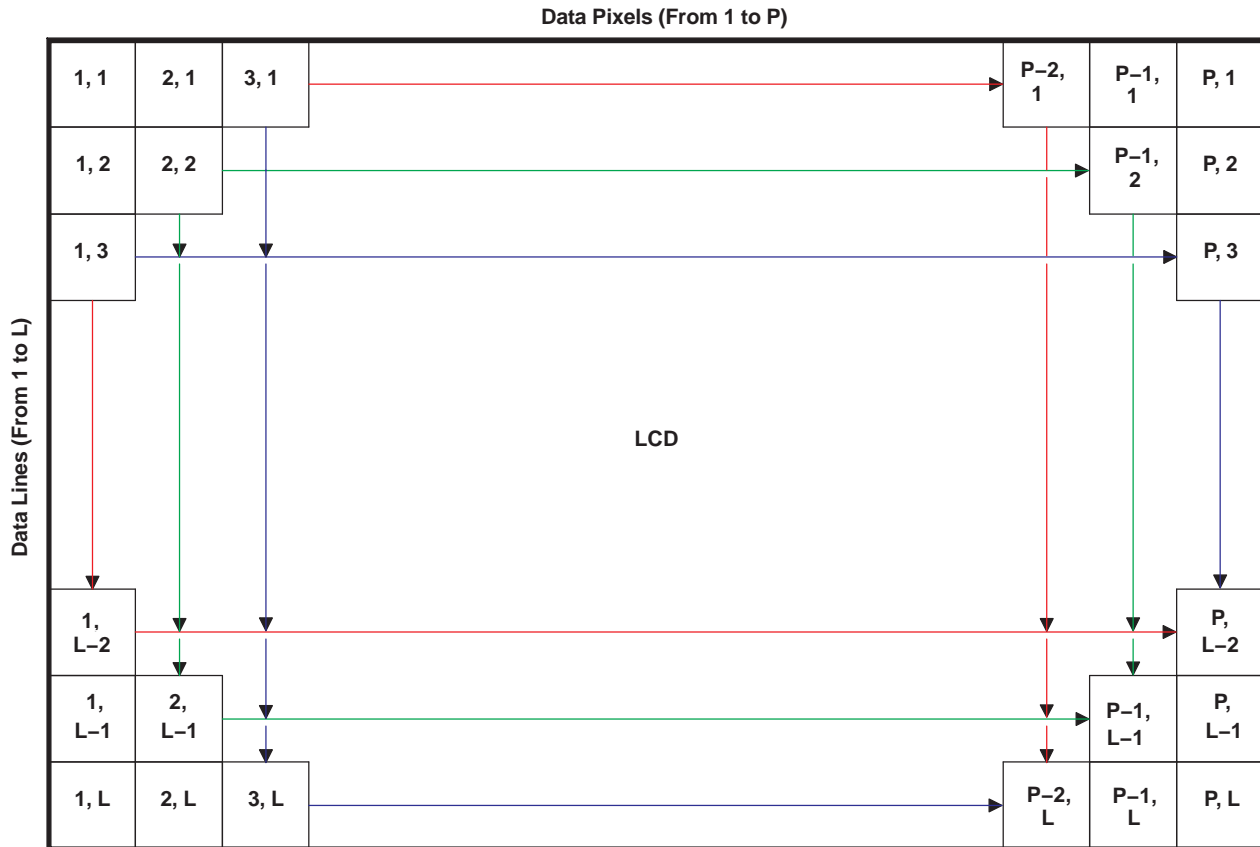 Data Pixels (From 1 to P)
1, 1
2, 1
3, 1
P–2,
1
P–1,
1
P, 1
1, 2
2, 2
P–1,
2
P, 2
1, 3
P, 3
Data Lines (From 1 to L)
LCD
1,
L–2
P,
L–2
1,
L–1
2,
L–1
P–1,
L–1
P,
L–1
1, L
2, L
3, L
P–2,
L
P–1,
L
P, L